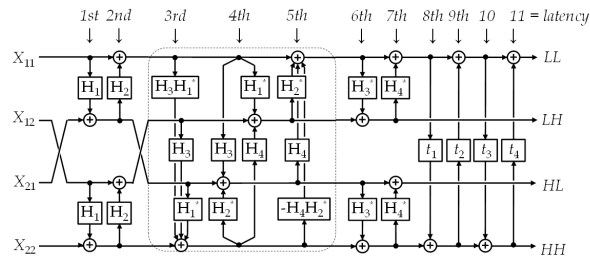 1st 2nd 3rd 4th 5th 6th 7th 8th 9th 10 11 = latency
X11 LL
H1 H2 H3H1* H1* H2* H3* H4*
X12 LH
H3 H3 H4 H4 t1 t2 t3 t4
X21 HL
H1 H2 H1* H2* -H4H2* H3* H4*
X22 HH